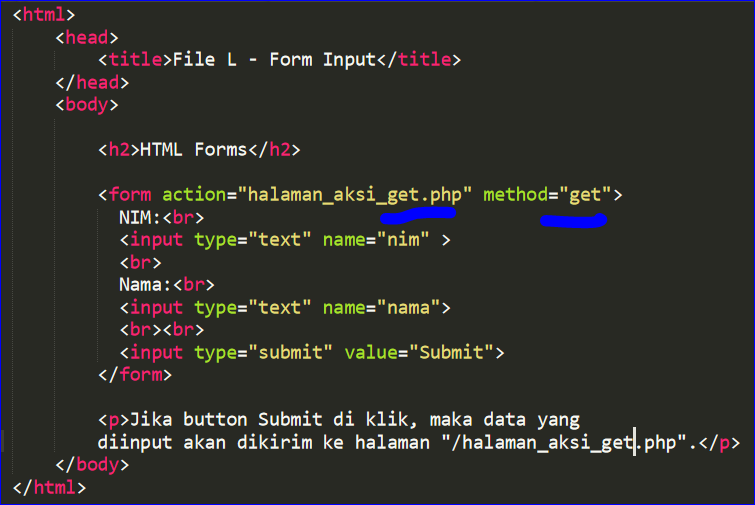 <html>
<head>
<title>File L - Form Input</title>
</head>
<body>
<h2>HTML Forms</h2>
<form action="halaman_aksi_get.php" method="get">
NIM:<br>
<input type="text" name="nim" >
<br>
Nama:<br>
<input type="text" name="nama">
<br><br>
<input type="submit" value="Submit">
</form>
<p>Jika button Submit di klik, maka data yang
diinput akan dikirim ke halaman "/halaman_aksi_get.php".</p>
</body>
</html>